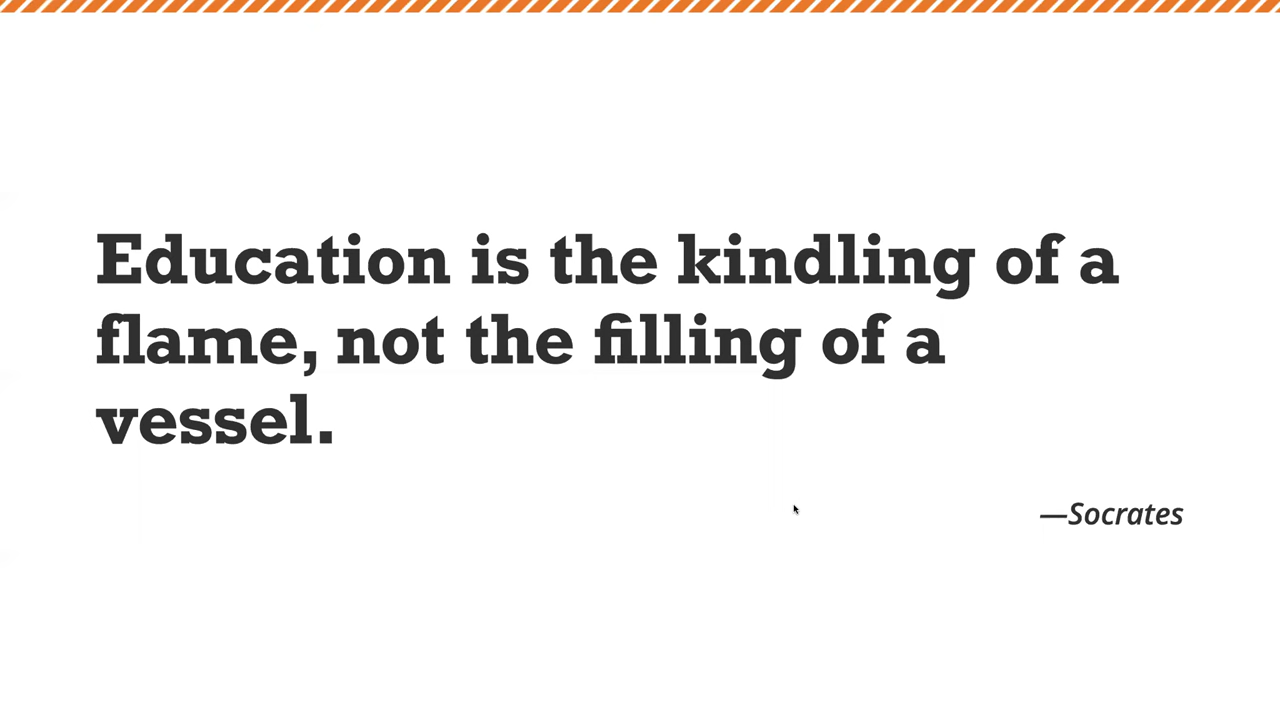 Education is the kindling of a
flame, not the filling of a
vessel.
—Socrates